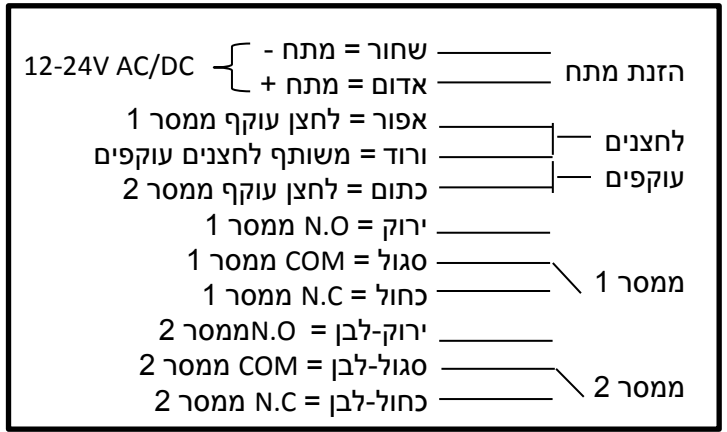 שחור = מתח -
אדום = מתח +
12-24V AC/DC
הזנת מתח
אפור = לחצן עוקף ממסר 1
ורוד = משותף לחצנים עוקפים
כתום = לחצן עוקף ממסר 2
לחצנים
עוקפים
ירוק = N.O ממסר 1
סגול = COM ממסר 1
כחול = N.C ממסר 1
ממסר 1
ירוק-לבן = N.Oממסר 2
סגול-לבן = COM ממסר 2
כחול-לבן = N.C ממסר 2
ממסר 2